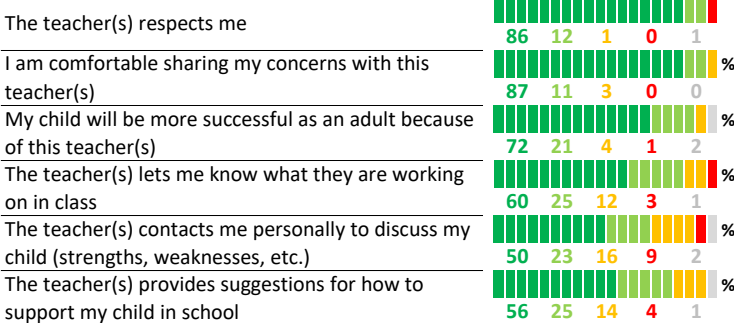 The teacher(s) respects me
86 12 1 0 1
I am comfortable sharing my concerns with this %
teacher(s)
87 11 3 0 0
My child will be more successful as an adult because %
of this teacher(s)
72 21 4 1 2
The teacher(s) lets me know what they are working %
on in class
60 25 12 3 1
The teacher(s) contacts me personally to discuss my %
child (strengths, weaknesses, etc.)
50 23 16 9 2
The teacher(s) provides suggestions for how to %
support my child in school
56 25 14 4 1